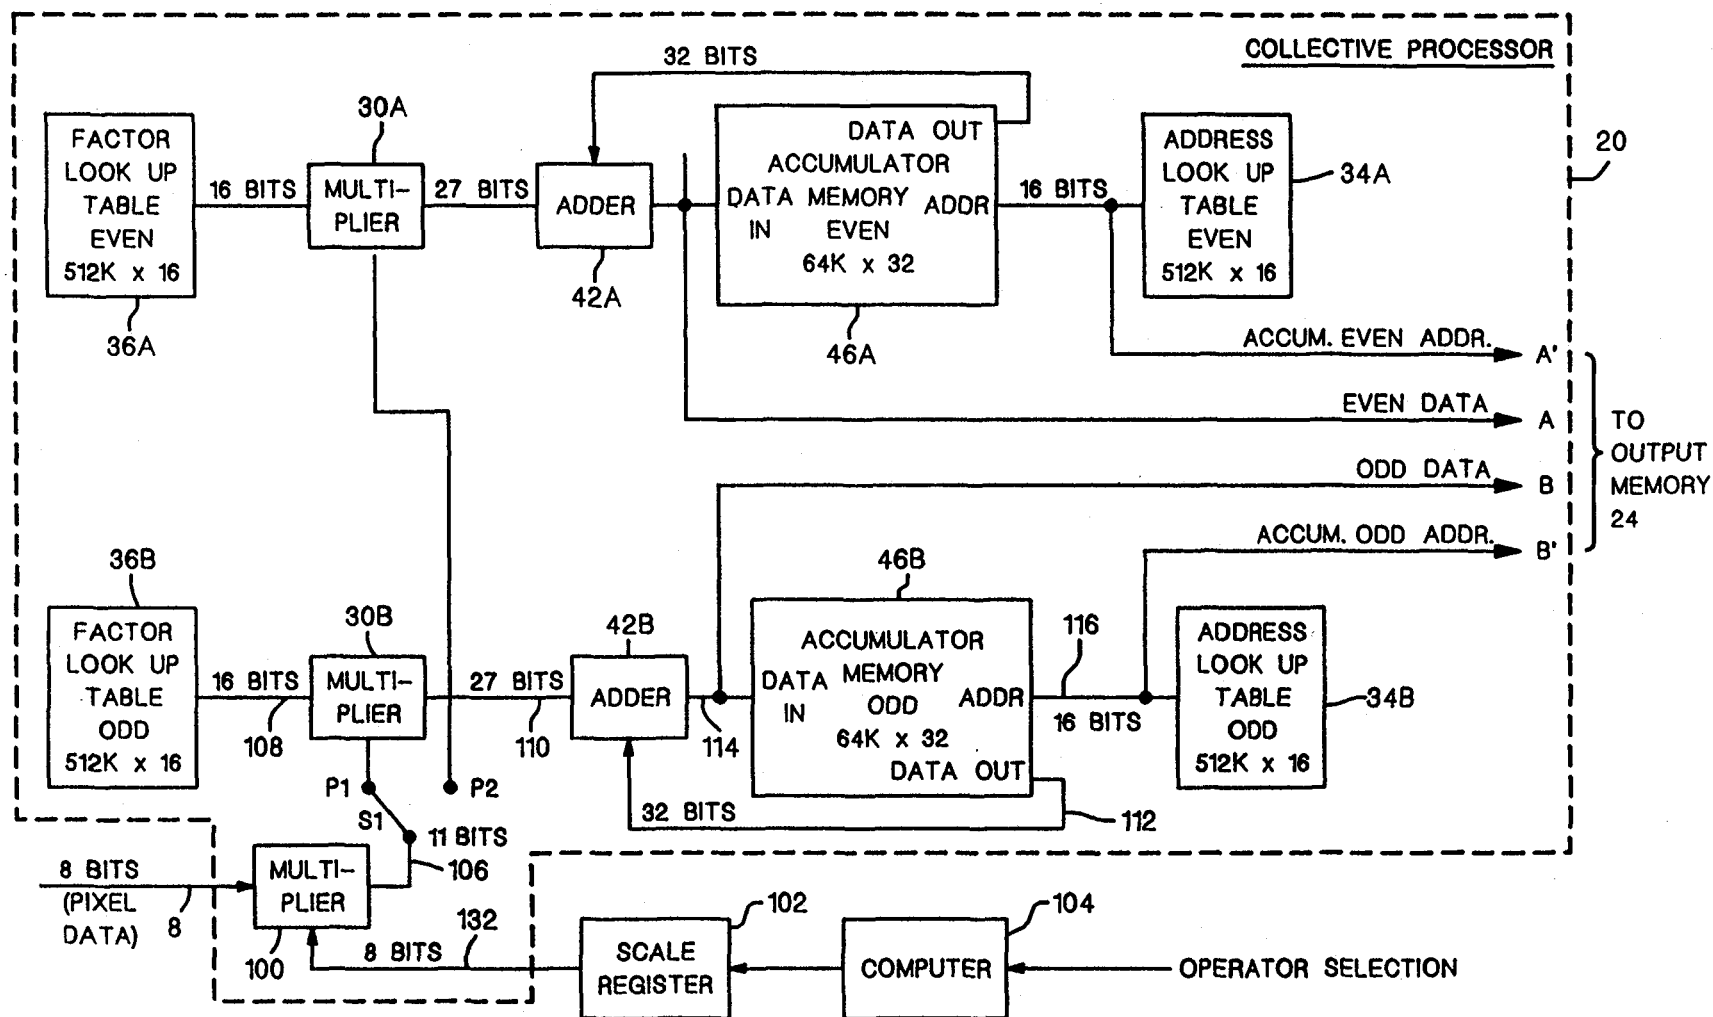 COLLECTIVE PROCESSOR
20
32 BITS
30A
FACTOR
LOOK UP
TABLE
EVEN
512K x 16
36A
16 BITS
MULTI-
PLIER
27 BITS
ADDER
42A
DATA OUT
ACCUMULATOR
DATA MEMORY
IN EVEN
64K x 32
ADDR
46A
16 BITS
ADDRESS
LOOK UP
TABLE
EVEN
512K x 16
34A
ACCUM. EVEN ADDR.
A'
EVEN DATA
A
ODD DATA
B
ACCUM. ODD ADDR.
B'
TO
OUTPUT
MEMORY
24
36B
FACTOR
LOOK UP
TABLE
ODD
512K x 16
16 BITS
108
30B
MULTI-
PLIER
27 BITS
110
42B
ADDER
114
46B
ACCUMULATOR
MEMORY
DATA
IN
ODD
64K x 32
ADDR
DATA OUT
116
16 BITS
ADDRESS
LOOK UP
TABLE
ODD
512K x 16
34B
32 BITS
112
P1
P2
S1
11 BITS
106
8 BITS
(PIXEL
DATA)
8
MULTI-
PLIER
100
8 BITS
132
102
SCALE
REGISTER
104
COMPUTER
OPERATOR SELECTION